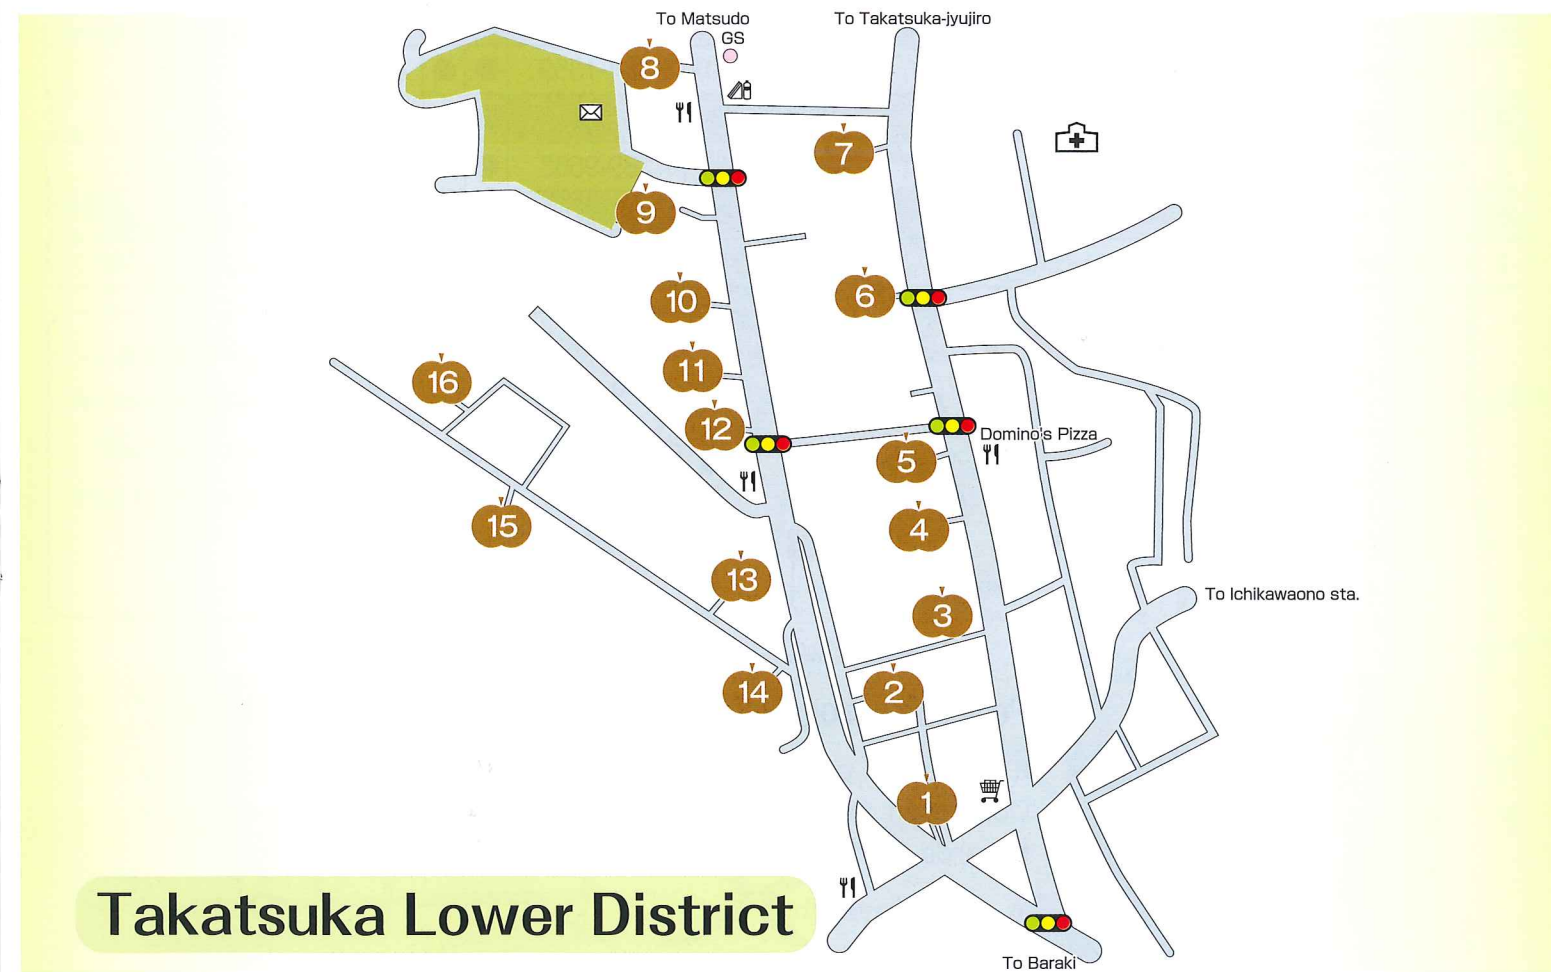 To Matsudo
To Takatsuka-jyujiro
GS
8
7
9
10
6
11
16
12
Domino's Pizza
5
15
4
13
To Ichikawaono sta.
3
14
2
1
Takatsuka Lower District
To Baraki